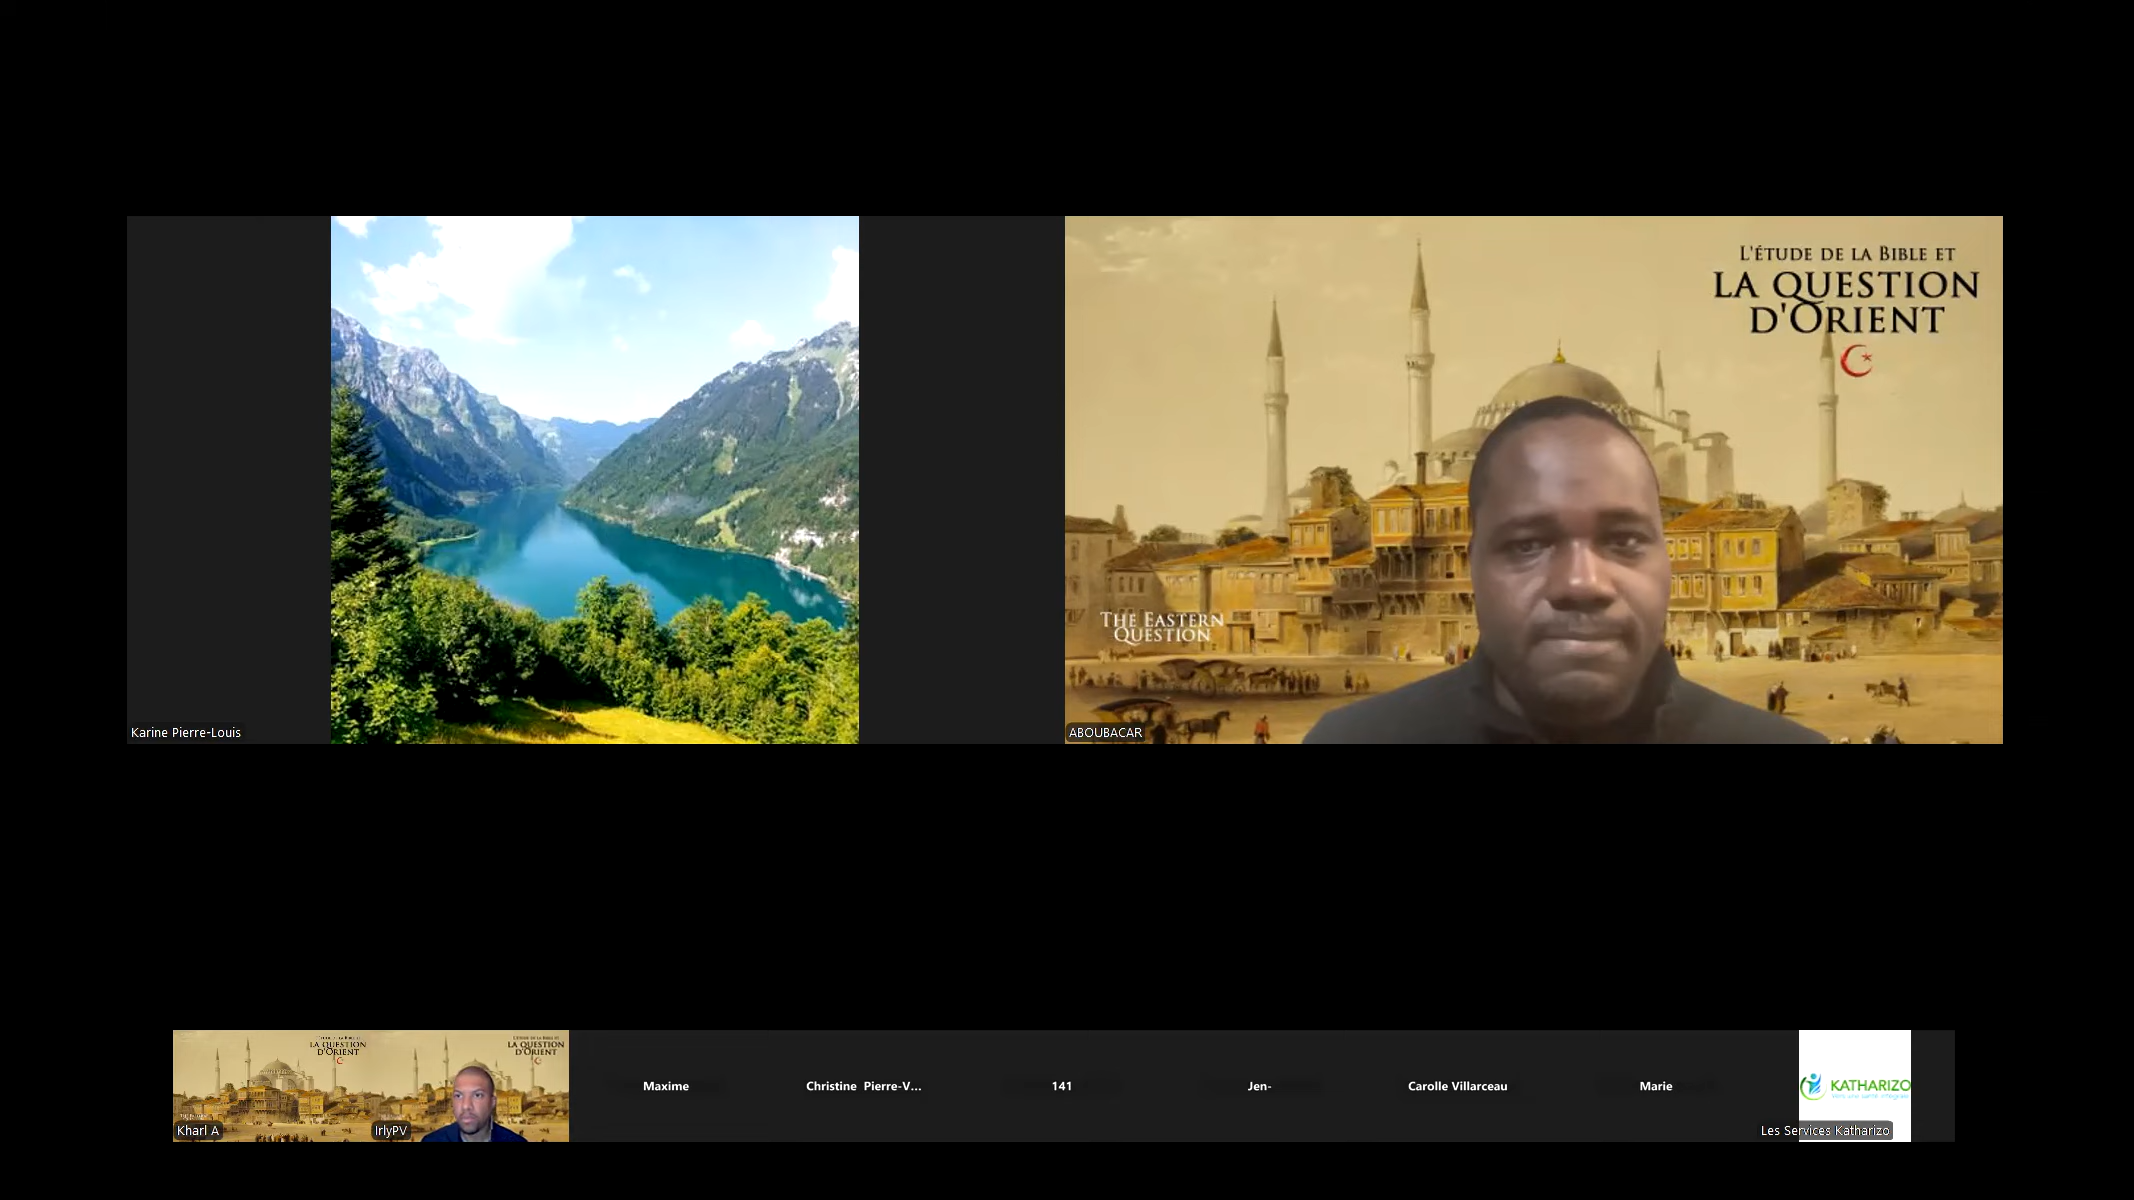 L'ÉTUDE DE LA BIBLE ET
LA QUESTION
D'ORIENT
THE EASTERN
QUESTION
Karine Pierre-Louis
ABOUBACAR
LA QUESTION
D'ORIENT
LA QUESTION
D'ORIENT
Kharl A
IrlyPV
Maxime
Christine Pierre-V...
141
Jen-
Carolle Villarceau
Marie
KATHARIZO
Les Services Katharizo